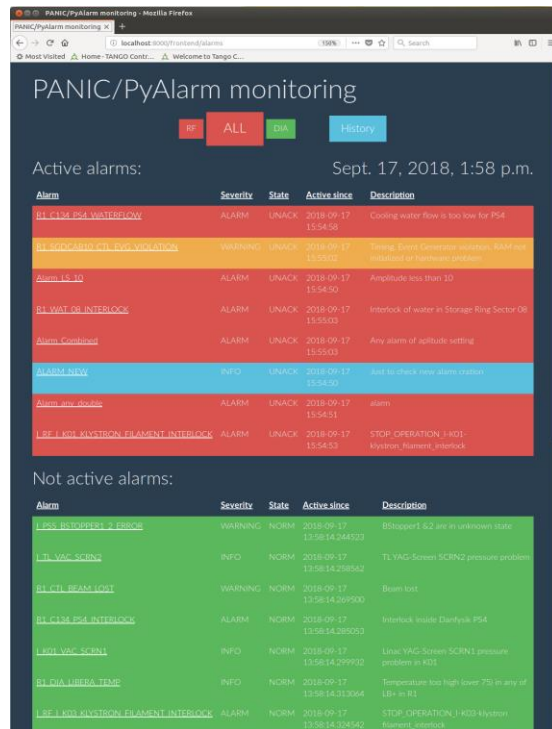 PANIC/PyAlarm monitoring - Mozilla Firefox
PANIC/PyAlarm monitoring × +
localhost:8000/frontend/alarms 150% Search
Most Visited Home - TANGO Contr... Welcome to Tango C...
PANIC/PyAlarm monitoring
RF ALL DIA History
Active alarms: Sept. 17, 2018, 1:58 p.m.
Alarm Severity State Active since Description
R1_C134_PS4_WATERFLOW ALARM UNACK 2018-09-17 Cooling water flow is too low for PS4
15:54:58
R1_SGDCAB10_CTL_EVG_VIOLATION WARNING UNACK 2018-09-17 Timing, Event Generator violation, RAM not
15:55:02 initialized or hardware problem
Alarm_LS_10 ALARM UNACK 2018-09-17 Amplitude less than 10
15:54:50
R1_WAT_08_INTERLOCK ALARM UNACK 2018-09-17 Interlock of water in Storage Ring Sector 08
15:55:03
Alarm_Combined ALARM UNACK 2018-09-17 Any alarm of aplitude setting
15:55:03
ALARM_NEW INFO UNACK 2018-09-17 Just to check new alarm cration
15:54:50
Alarm_any_double ALARM UNACK 2018-09-17 alarm
15:54:51
I_RF_I_K01_KLYSTRON_FILAMENT_INTERLOCK ALARM UNACK 2018-09-17 STOP_OPERATION_I-K01-
15:54:53 klystron_filament_interlock
Not active alarms:
Alarm Severity State Active since Description
I_PSS_BSTOPPER1_2_ERROR WARNING NORM 2018-09-17 BStopper1 &2 are in unknown state
13:58:14.244523
I_TL_VAC_SCRN2 INFO NORM 2018-09-17 TL YAG-Screen SCRN2 pressure problem
13:58:14.258562
R1_CTL_BEAM_LOST WARNING NORM 2018-09-17 Beam lost
13:58:14.269500
R1_C134_PS4_INTERLOCK ALARM NORM 2018-09-17 Interlock inside Danfysik PS4
13:58:14.285053
I_K01_VAC_SCRN1 INFO NORM 2018-09-17 Linac YAG-Screen SCRN1 pressure
13:58:14.299932 problem in K01
R1_DIA_LIBERA_TEMP INFO NORM 2018-09-17 Temperature too high (over 75) in any of
13:58:14.313064 LB+ in R1
I_RF_I_K03_KLYSTRON_FILAMENT_INTERLOCK ALARM NORM 2018-09-17 STOP_OPERATION_I-K03-klystron
13:58:14.324542 filament_interlock